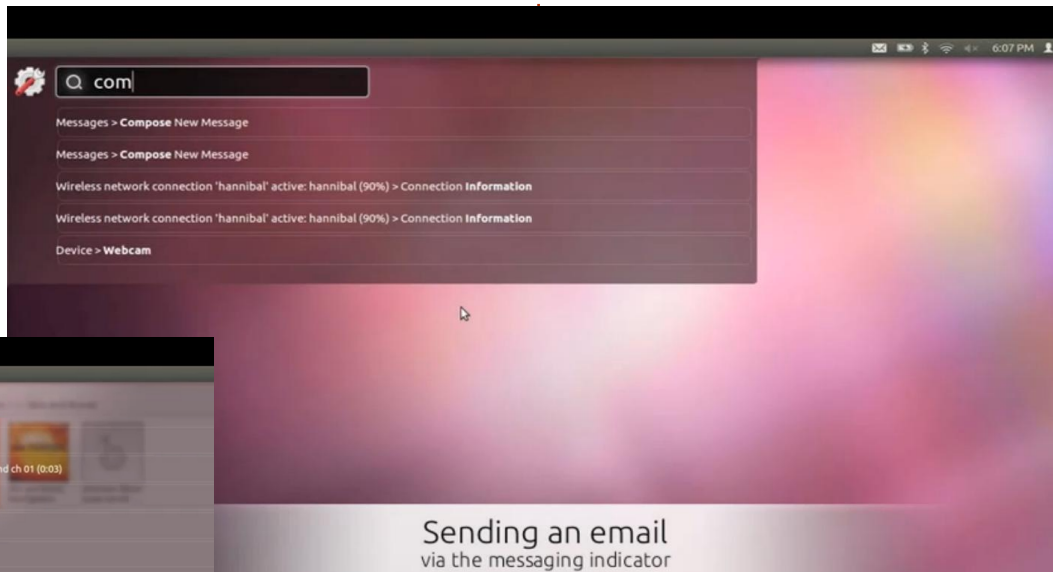 6:07 PM
com
Messages > Compose New Message
Messages > Compose New Message
Wireless network connection 'hannibal' active: hannibal (90%) > Connection Information
Wireless network connection 'hannibal' active: hannibal (90%) > Connection Information
Device > Webcam
ch 01 (0:03)
Sending an email
via the messaging indicator